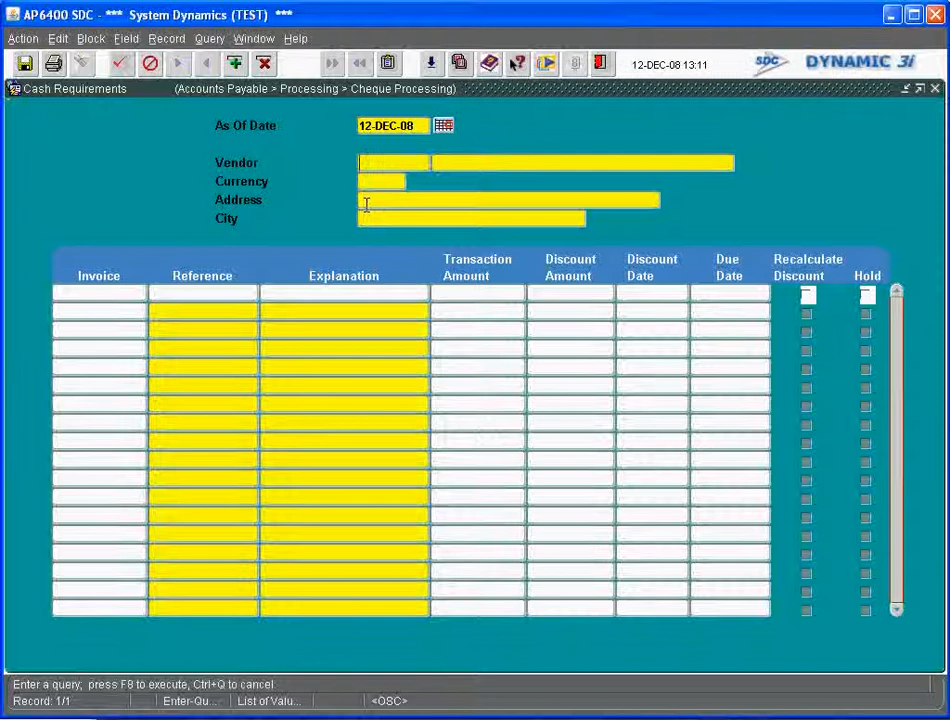 AP6400 SDC - *** System Dynamics (TEST) ***
Action Edit Block Field Record Query Window Help
12-DEC-08 13:11 SDC DYNAMIC 3i
Cash Requirements (Accounts Payable > Processing > Cheque Processing)
As Of Date 12-DEC-08
Vendor
Currency
Address
City
Invoice Reference Explanation Transaction Amount Discount Amount Discount Date Due Date Recalculate Discount Hold
Enter a query; press F8 to execute, Ctrl+Q to cancel
Record: 1/1 Enter-Qu... List of Valu... <OSC>